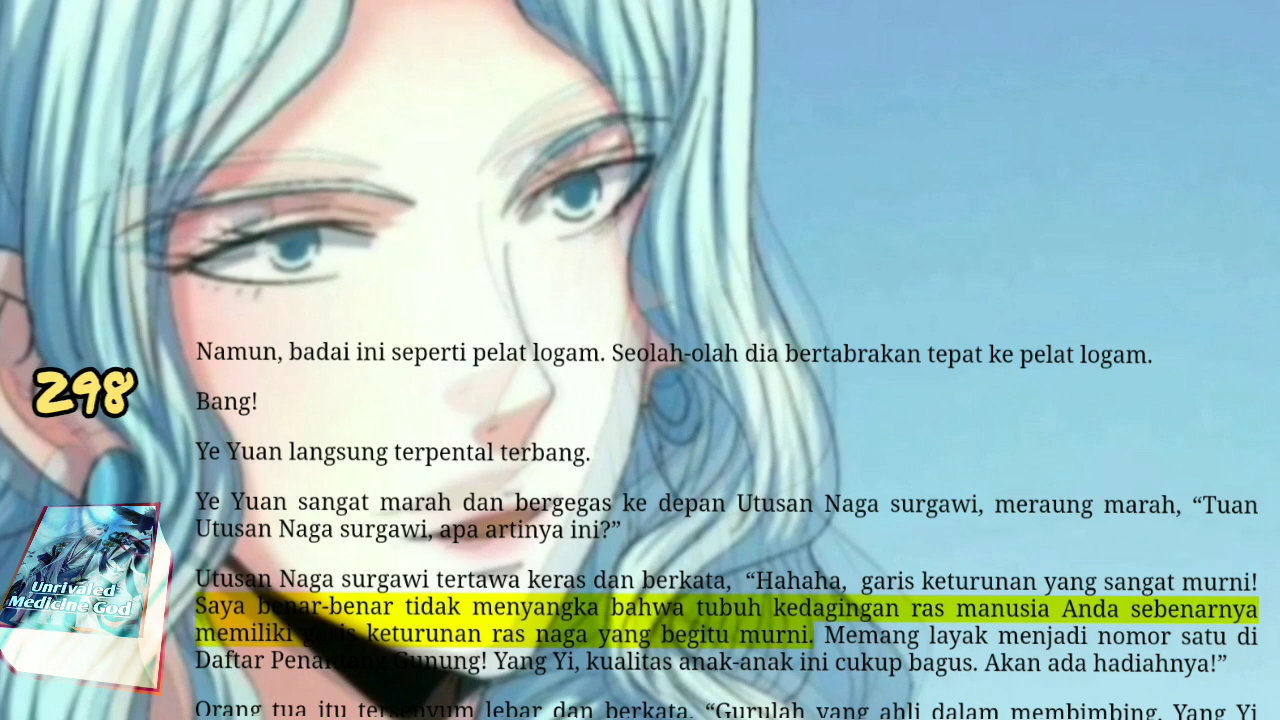 Namun, badai ini seperti pelat logam. Seolah-olah dia bertabrakan tepat ke pelat logam.
298
Bang!
Ye Yuan langsung terpental terbang.
Ye Yuan sangat marah dan bergegas ke depan Utusan Naga surgawi, meraung marah, “Tuan
Utusan Naga surgawi, apa artinya ini?”
Utusan Naga surgawi tertawa keras dan berkata, “Hahaha, garis keturunan yang sangat murni!
Saya benar-benar tidak menyangka bahwa tubuh kedagingan ras manusia Anda sebenarnya
memiliki garis keturunan ras naga yang begitu murni. Memang layak menjadi nomor satu di
Daftar Penantang Gunung! Yang Yi, kualitas anak-anak ini cukup bagus. Akan ada hadiahnya!”
Orang tua itu tersenyum lebar dan berkata, “Gurulah yang ahli dalam membimbing. Yang Yi
Unrivaled
Medicine God